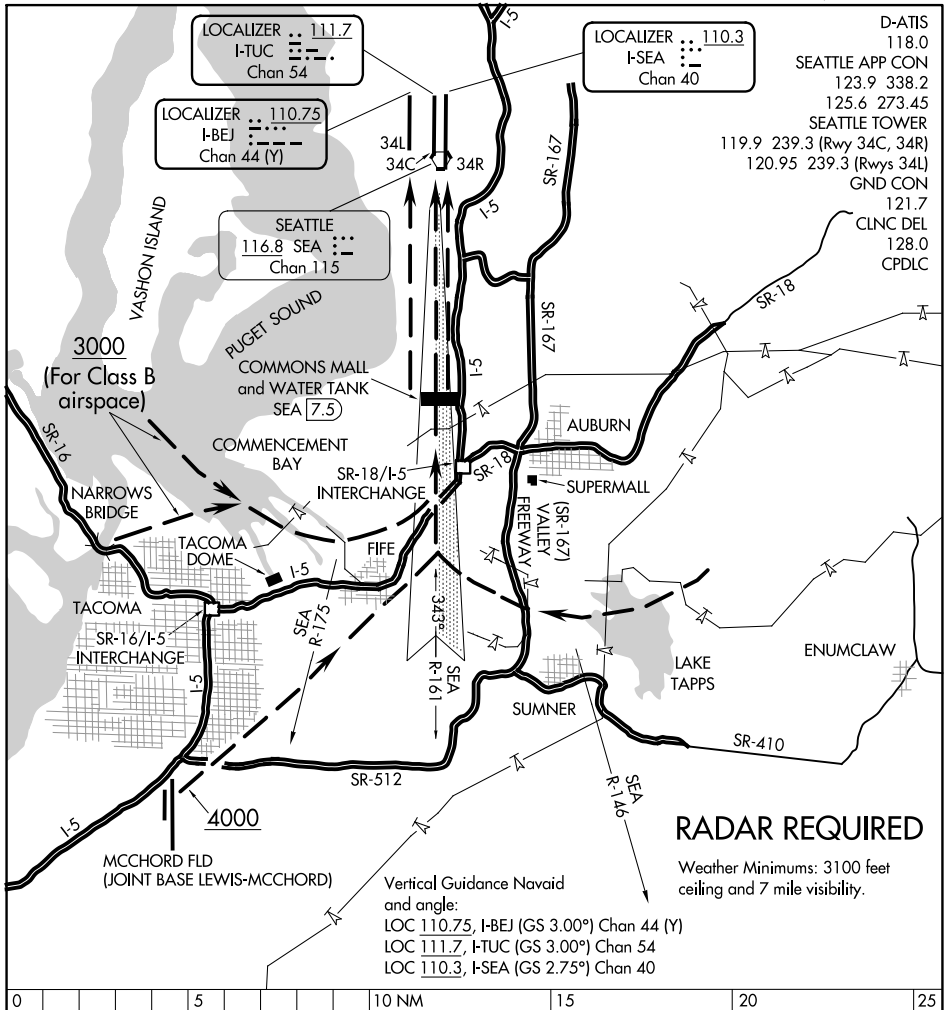 LOCALIZER 111.7
I-TUC
Chan 54
LOCALIZER 110.3
I-SEA
Chan 40
LOCALIZER 110.75
I-BEJ
Chan 44 (Y)
D-ATIS
118.0
SEATTLE APP CON
123.9 338.2
125.6 273.45
SEATTLE TOWER
119.9 239.3 (Rwy 34C, 34R)
120.95 239.3 (Rwys 34L)
GND CON
121.7
CLNC DEL
128.0
CPDLC
I-5
34L
34C
34R
SEATTLE
116.8 SEA
Chan 115
I-5
SR-167
VASHON ISLAND
PUGET SOUND
SR-18
SR-167
I-5
3000
(For Class B
airspace)
COMMONS MALL
and WATER TANK
SEA 7.5
COMMENCEMENT
BAY
SR-16
AUBURN
SR-18
SR-18/I-5
INTERCHANGE
SUPERMALL
NARROWS
BRIDGE
(SR-167)
VALLEY
FREEWAY
TACOMA
DOME
FIFE
I-5
TACOMA
SR-16/I-5
INTERCHANGE
SEA
R-175
343°
SEA
R-161
LAKE
TAPPS
ENUMCLAW
I-5
SUMNER
SR-410
SR-512
SEA
R-146
4000
I-5
MCCHORD FLD
(JOINT BASE LEWIS-MCCHORD)
RADAR REQUIRED
Weather Minimums: 3100 feet
ceiling and 7 mile visibility.
Vertical Guidance Navaid
and angle:
LOC 110.75, I-BEJ (GS 3.00°) Chan 44 (Y)
LOC 111.7, I-TUC (GS 3.00°) Chan 54
LOC 110.3, I-SEA (GS 2.75°) Chan 40
0 5 10 NM 15 20 25